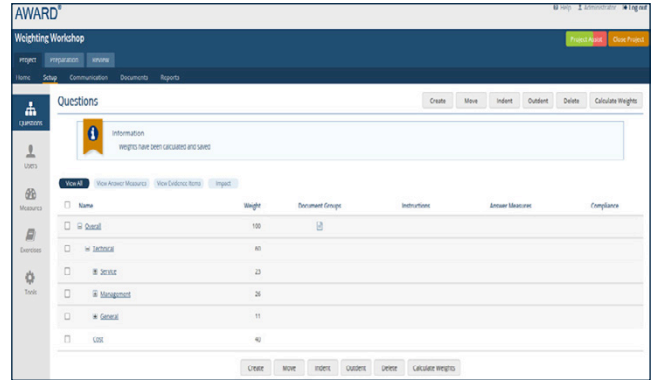 AWARD®
Help Administrator Log out
Weighting Workshop
Project Close Project
Project Preparation Review
Home Setup Communication Documents Reports
Questions
Create Move Indent Outdent Delete Calculate Weights
Questions
Information
Weights have been calculated and saved
Users
View All View Answer Measures View Evidence Items Impact
Measures
Name Weight Document Groups Instructions Answer Measures Compliance
Overall 100
Exercises
Technical 60
Tools
Service 23
Management 26
General 11
Cost 40
Create Move Indent Outdent Delete Calculate Weights